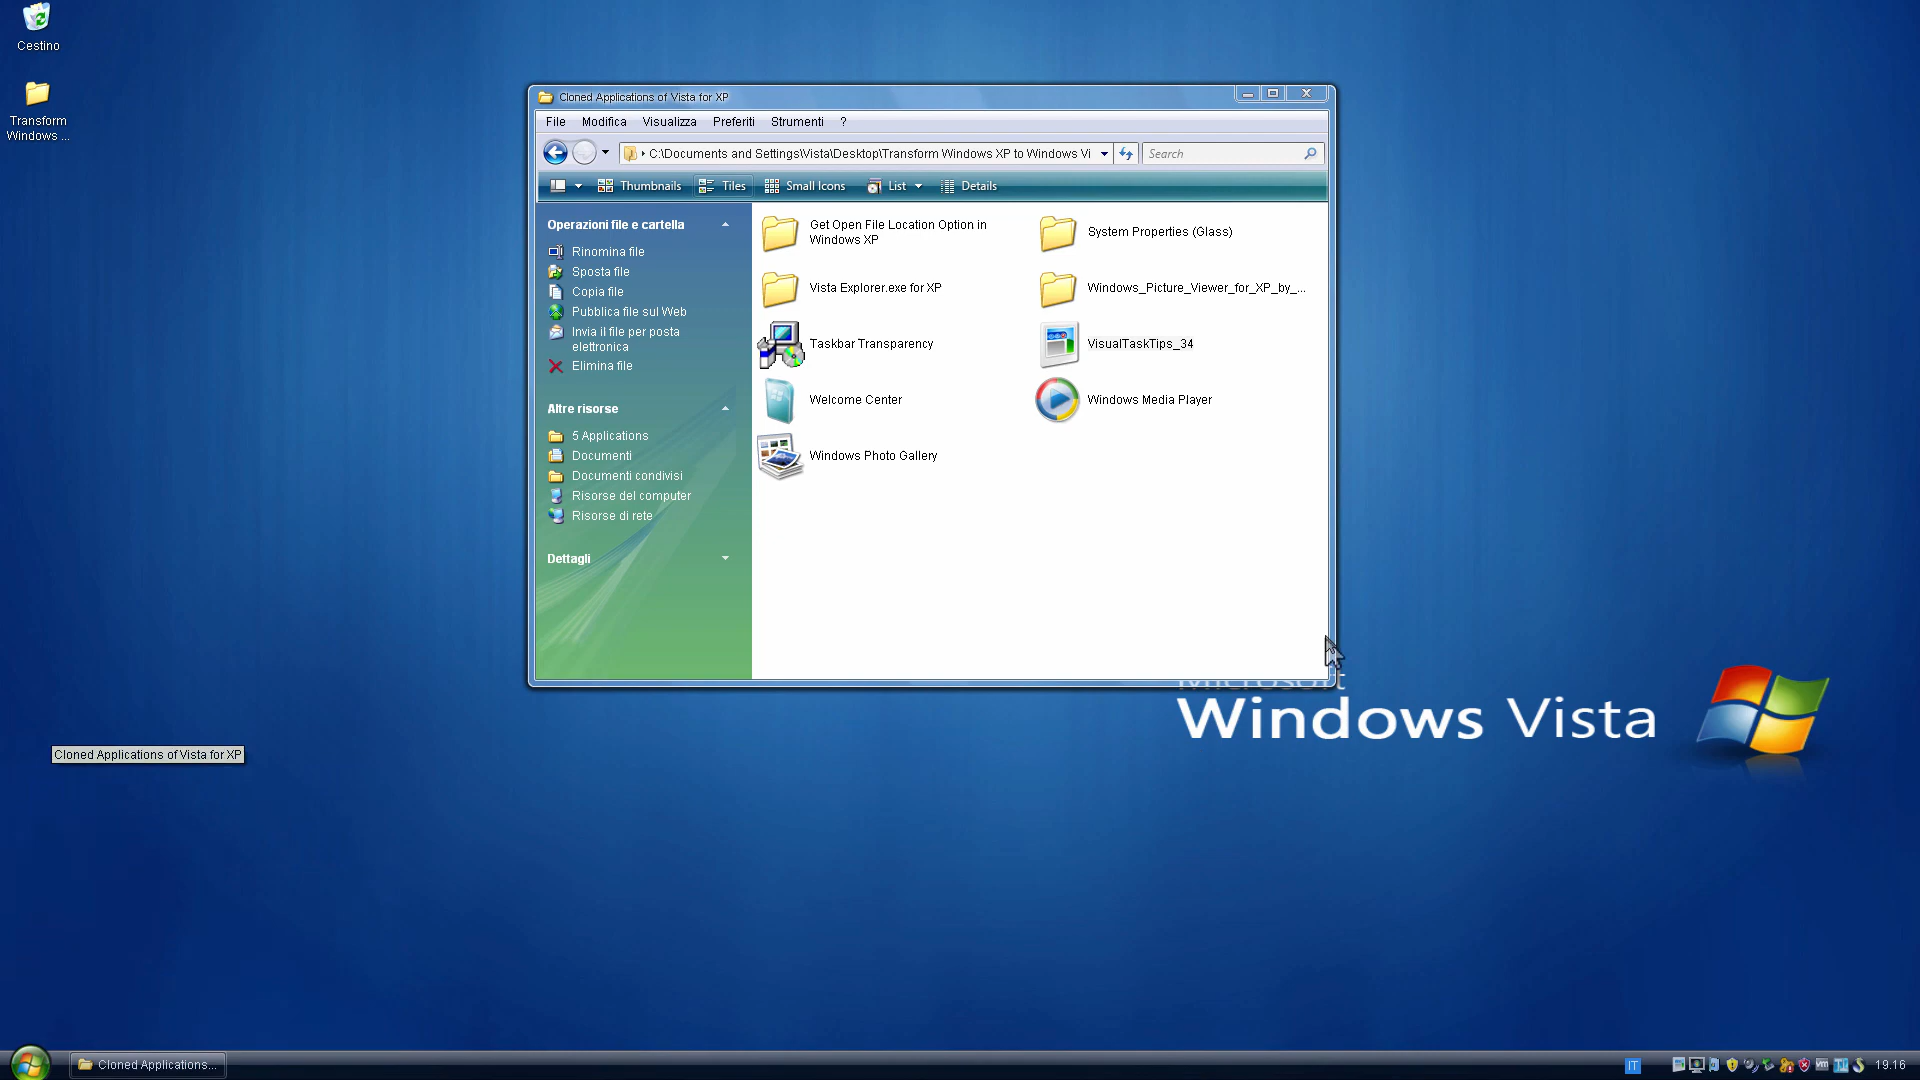 Cestino
Transform
Windows ...
Cloned Applications of Vista for XP
File Modifica Visualizza Preferiti Strumenti ?
C:\Documents and Settings\Vista\Desktop\Transform Windows XP to Windows Vi
Search
Thumbnails Tiles Small Icons List Details
Operazioni file e cartella
Rinomina file
Sposta file
Copia file
Pubblica file sul Web
Invia il file per posta
elettronica
Elimina file
Altre risorse
5 Applications
Documenti
Documenti condivisi
Risorse del computer
Risorse di rete
Dettagli
Get Open File Location Option in
Windows XP
System Properties (Glass)
Vista Explorer.exe for XP
Windows_Picture_Viewer_for_XP_by_...
Taskbar Transparency
VisualTaskTips_34
Welcome Center
Windows Media Player
Windows Photo Gallery
Microsoft
Windows Vista
Cloned Applications of Vista for XP
Cloned Applications...
IT
19.16